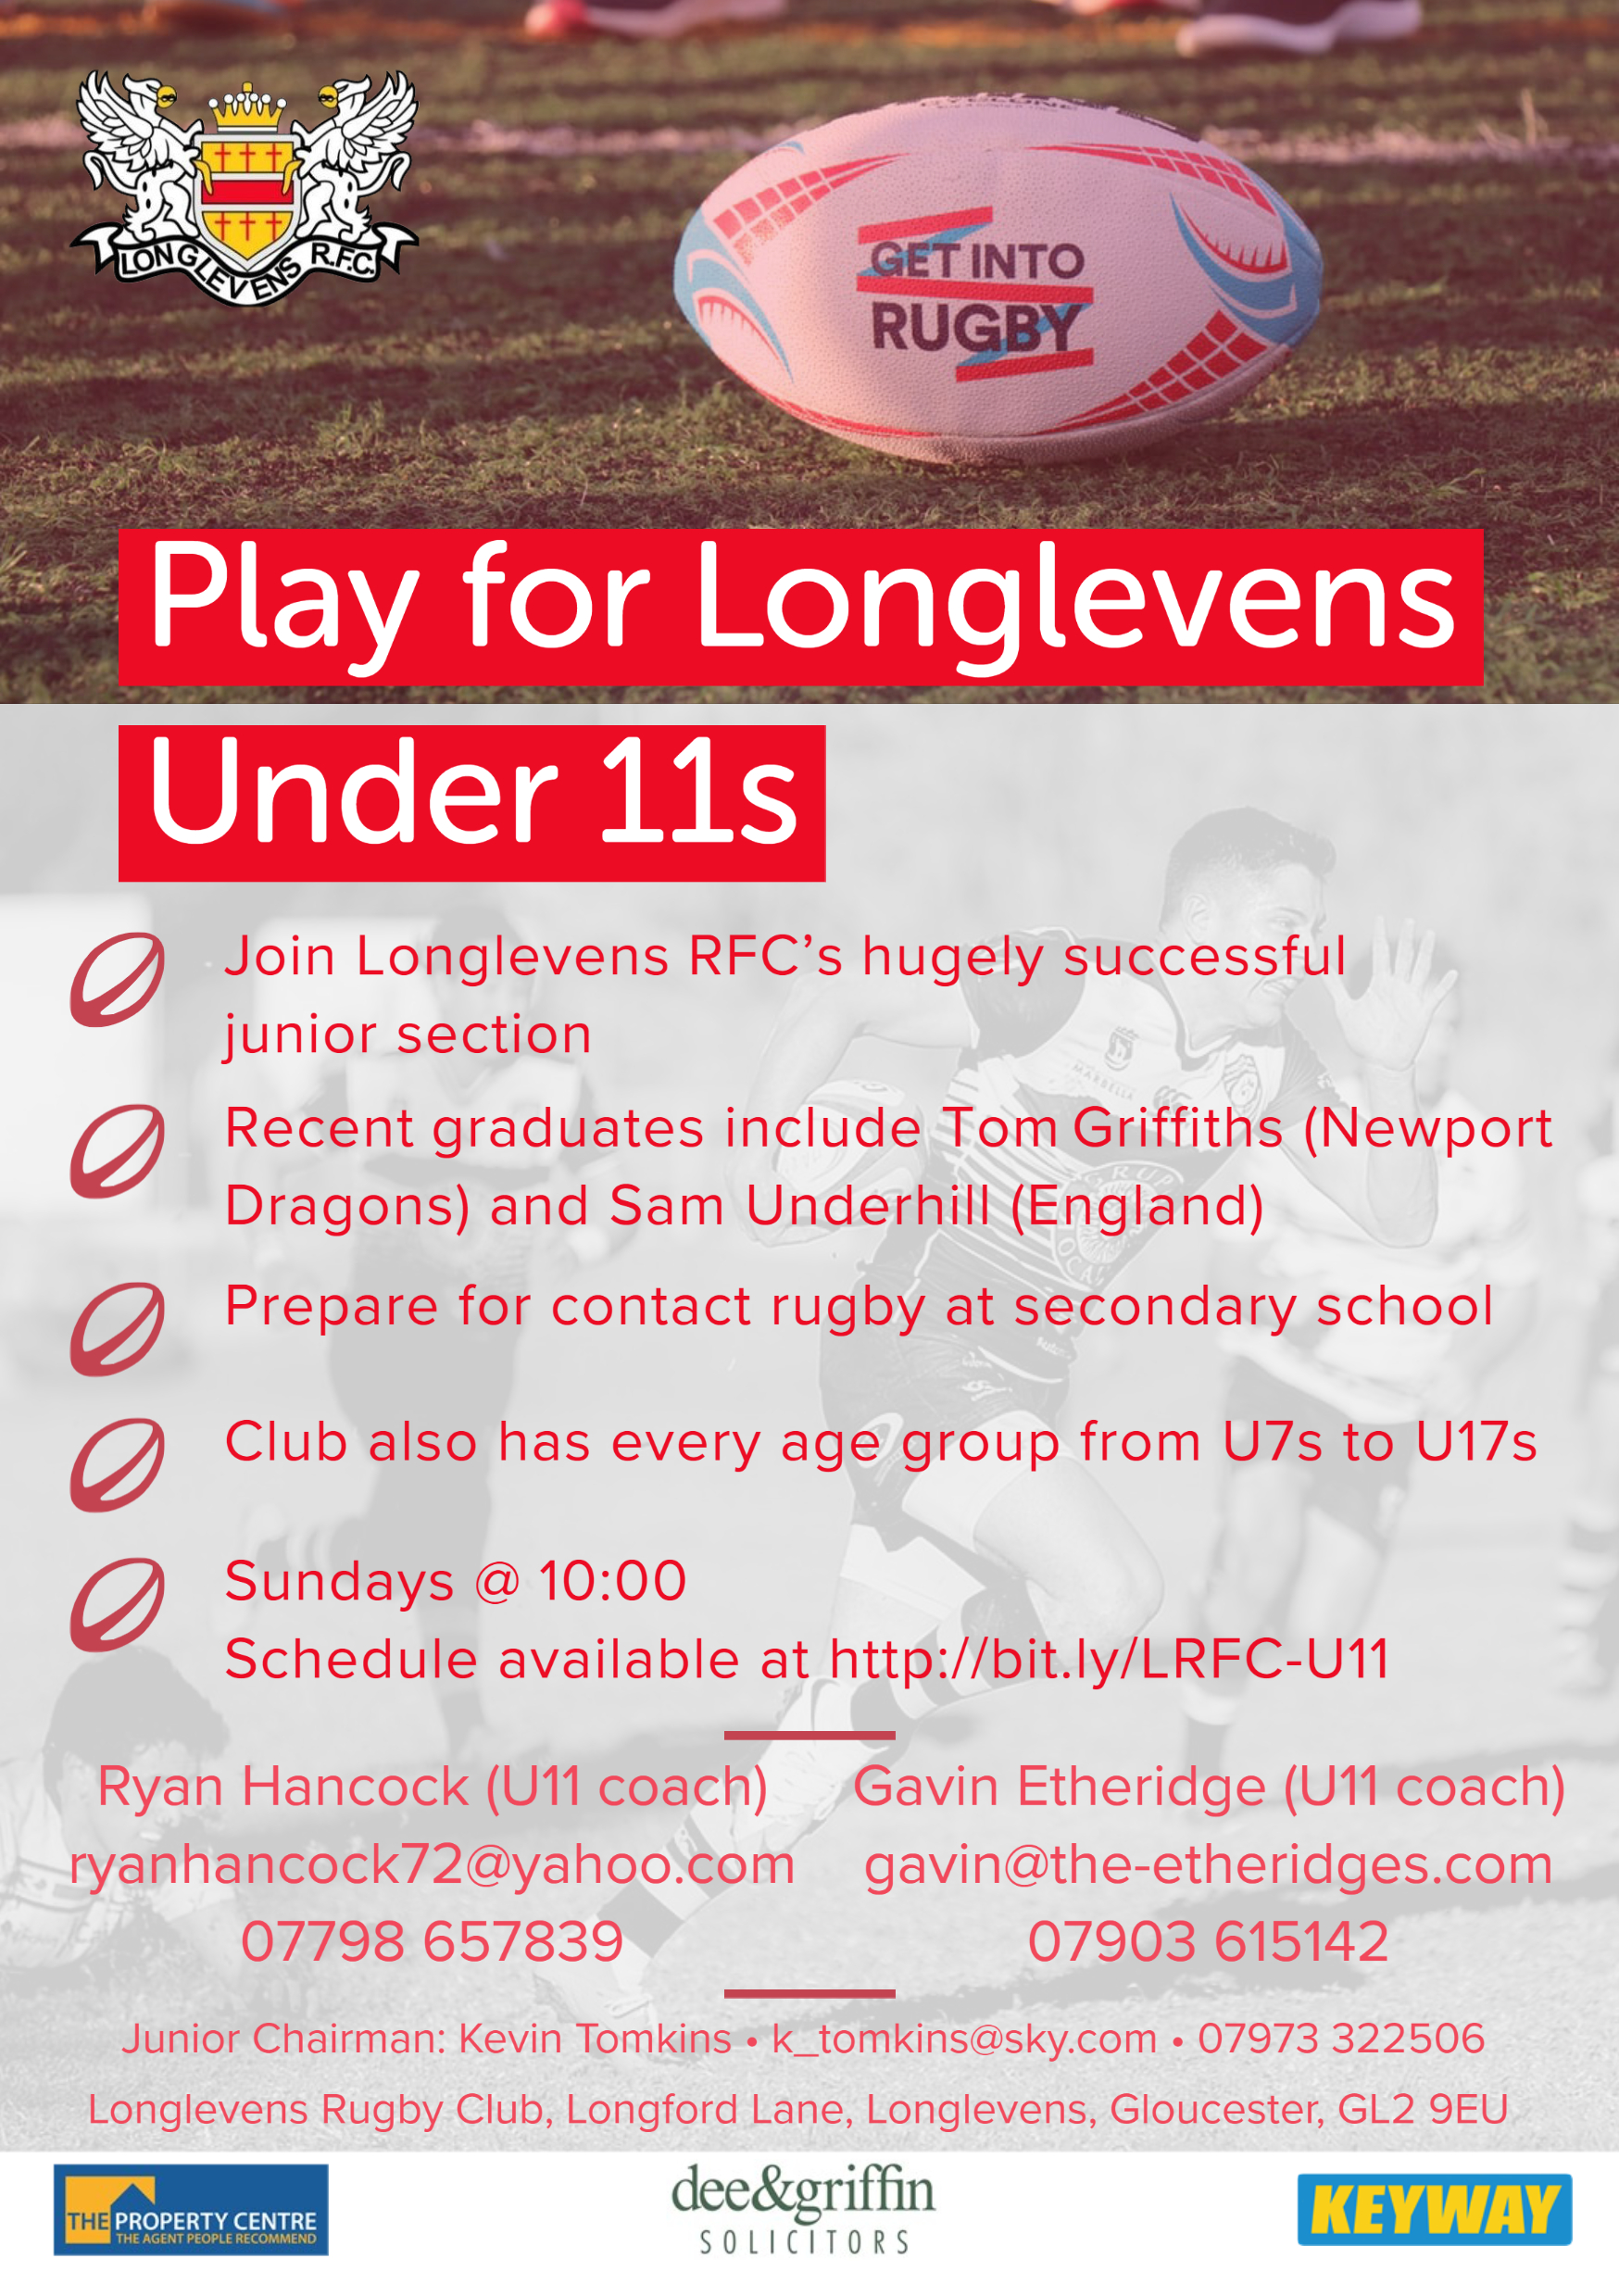 LONGLEVENS R.F.C.
GET INTO
RUGBY
Play for Longlevens
Under 11s
Join Longlevens RFC’s hugely successful
junior section
Recent graduates include Tom Griffiths (Newport
Dragons) and Sam Underhill (England)
Prepare for contact rugby at secondary school
Club also has every age group from U7s to U17s
Sundays @ 10:00
Schedule available at http://bit.ly/LRFC-U11
Ryan Hancock (U11 coach)
ryanhancock72@yahoo.com
07798 657839
Gavin Etheridge (U11 coach)
gavin@the-etheridges.com
07903 615142
Junior Chairman: Kevin Tomkins • k_tomkins@sky.com • 07973 322506
Longlevens Rugby Club, Longford Lane, Longlevens, Gloucester, GL2 9EU
THE PROPERTY CENTRE
THE AGENT PEOPLE RECOMMEND
dee&griffin
SOLICITORS
KEYWAY
MARBELLA